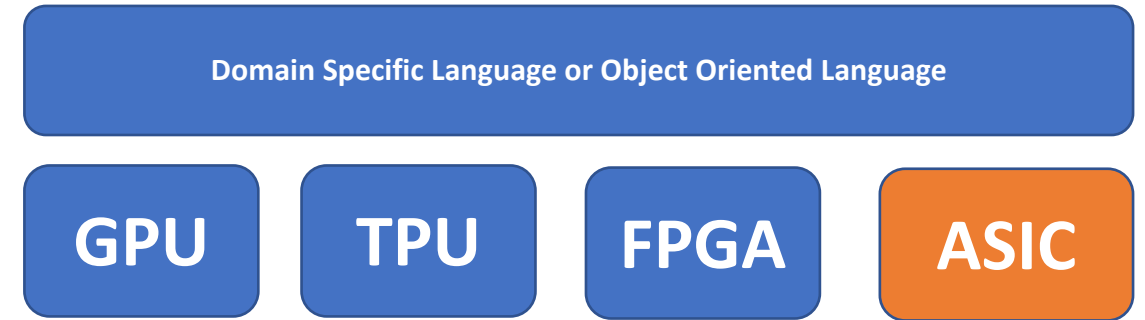 Domain Specific Language or Object Oriented Language
GPU
TPU
FPGA
ASIC